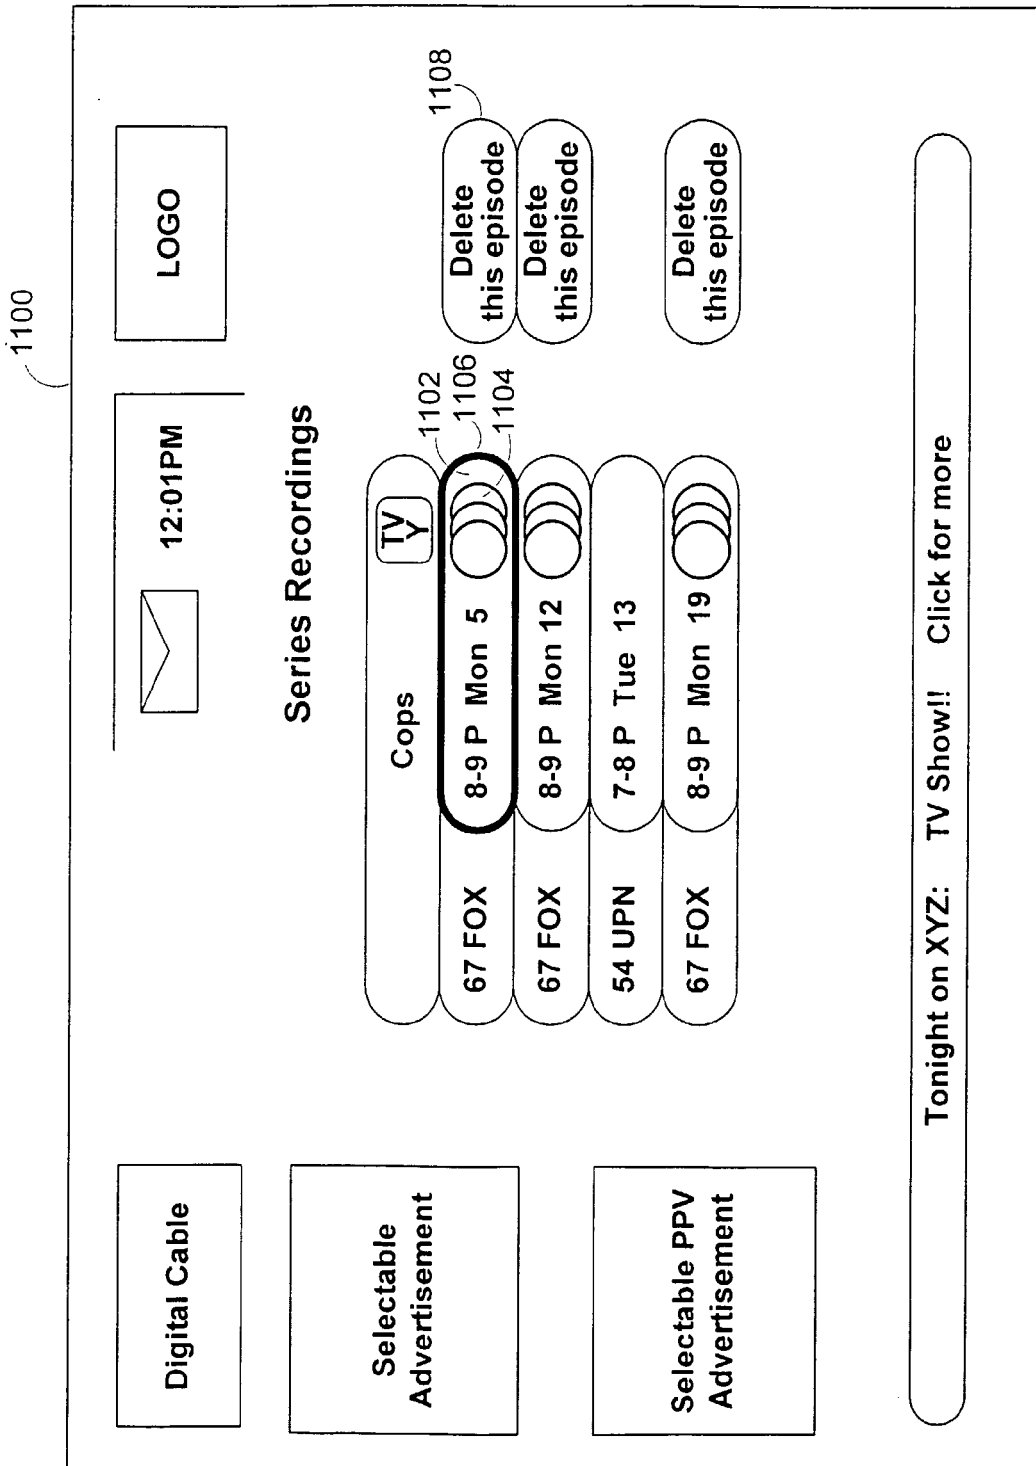 1100
Digital Cable
12:01PM
LOGO
Series Recordings
Selectable
Advertisement
Cops
TV
Y
1102
1106
1104
1108
67 FOX
8-9 P Mon 5
Delete
this episode
67 FOX
8-9 P Mon 12
Delete
this episode
54 UPN
7-8 P Tue 13
Selectable PPV
Advertisement
67 FOX
8-9 P Mon 19
Delete
this episode
Tonight on XYZ: TV Show!! Click for more